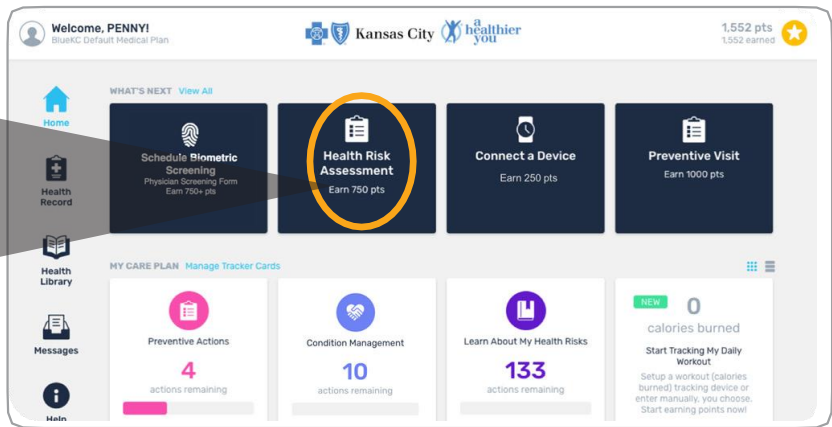 Welcome, PENNY!
BlueKC Default Medical Plan
Kansas City
a
healthier
you
1,552 pts
1,552 earned
WHAT'S NEXT View All
Home
Health
Record
Health
Library
Messages
Help
Schedule Biometric
Screening
Physician Screening Form
Earn 750+ pts
Health Risk
Assessment
Earn 750 pts
Connect a Device
Earn 250 pts
Preventive Visit
Earn 1000 pts
MY CARE PLAN Manage Tracker Cards
Preventive Actions
4
actions remaining
Condition Management
10
actions remaining
Learn About My Health Risks
133
actions remaining
NEW
0
calories burned
Start Tracking My Daily
Workout
Setup a workout (calories
burned) tracking device or
enter manually, you choose.
Start earning points now!